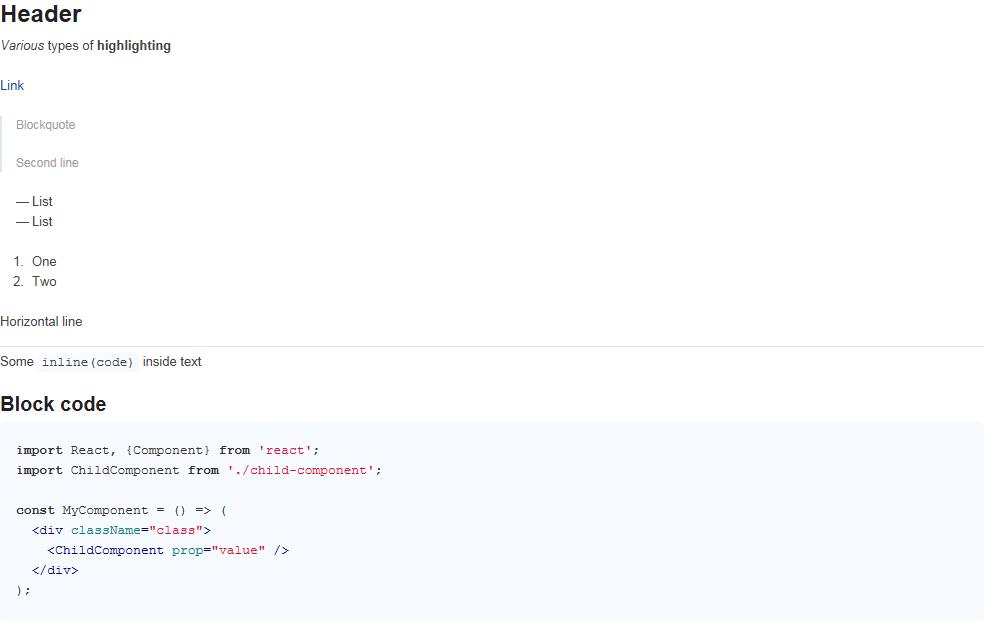 Header
Various types of highlighting
Link
Blockquote
Second line
— List
— List
1. One
2. Two
Horizontal line
Some inline(code) inside text
Block code
import React, {Component} from 'react';
import ChildComponent from './child-component';
const MyComponent = () => (
  <div className="class">
    <ChildComponent prop="value" />
  </div>
);